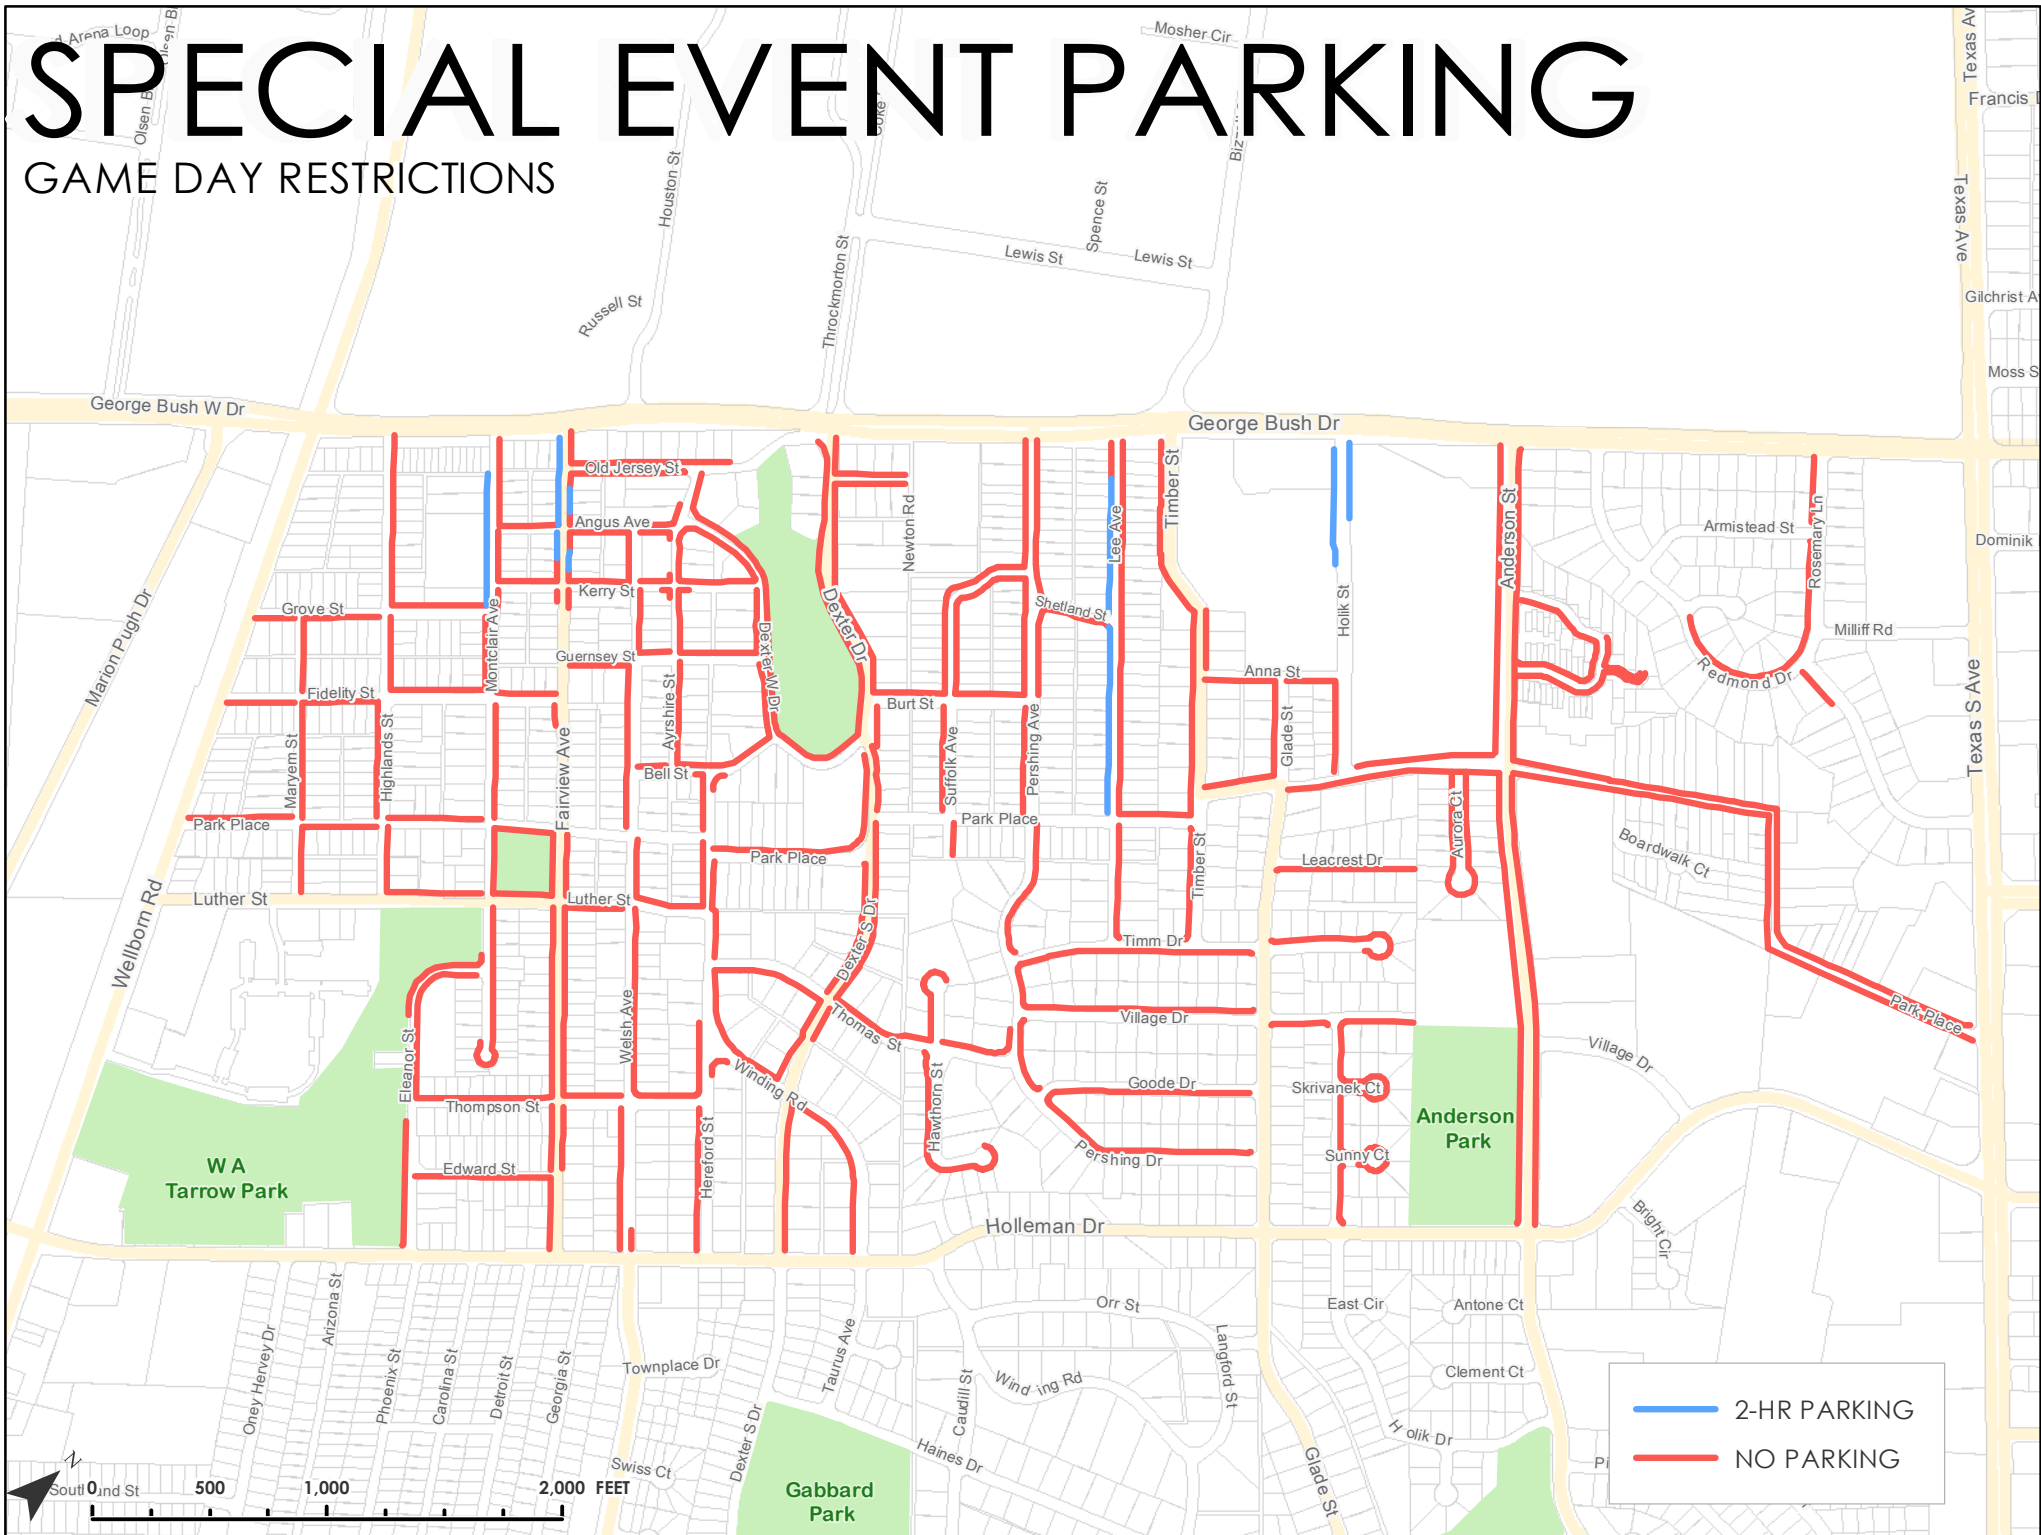 SPECIAL EVENT PARKING
GAME DAY RESTRICTIONS
Arena Loop
Olsen B
Mosher Cir
Texas Av
Francis
Houston St
Spence St
Texas Ave
Lewis St
Lewis St
Throckmorton St
Russell St
Gilchrist A
Moss S
George Bush W Dr
George Bush Dr
Old Jersey St
Timber St
Newton Rd
Lee Ave
Anderson St
Rosemary Ln
Angus Ave
Armistead St
Dominik
Kerry St
Grove St
Montclair Ave
Dexter Dr
Dexter W Dr
Shetland St
Holik St
Milliff Rd
Marion Pugh Dr
Guernsey St
Anna St
Redmond Dr
Fidelity St
Burt St
Ayrshire St
Glade St
Texas S Ave
Maryem St
Highlands St
Fairview Ave
Bell St
Suffolk Ave
Pershing Ave
Park Place
Park Place
Park Place
Aurora Ct
Boardwalk Ct
Leacrest Dr
Timber St
Wellborn Rd
Luther St
Luther St
Dexter S Dr
Timm Dr
Park Place
Village Dr
Thomas St
Village Dr
Welsh Ave
Eleanor St
Winding Rd
Hawthorn St
Goode Dr
Skrivanek Ct
Anderson
Park
Thompson St
Hereford St
Pershing Dr
Sunny Ct
W A
Tarrow Park
Edward St
Holleman Dr
Bright Cir
Arizona St
Oney Hervey Dr
Phoenix St
Carolina St
Detroit St
Georgia St
Townplace Dr
Taurus Ave
Orr St
Langford St
East Cir
Antone Ct
Clement Ct
Winding Rd
Caudill St
Dexter S Dr
Haines Dr
Holik Dr
Glade St
Swiss Ct
Gabbard
Park
2-HR PARKING
NO PARKING
N
0 500 1,000 2,000 FEET